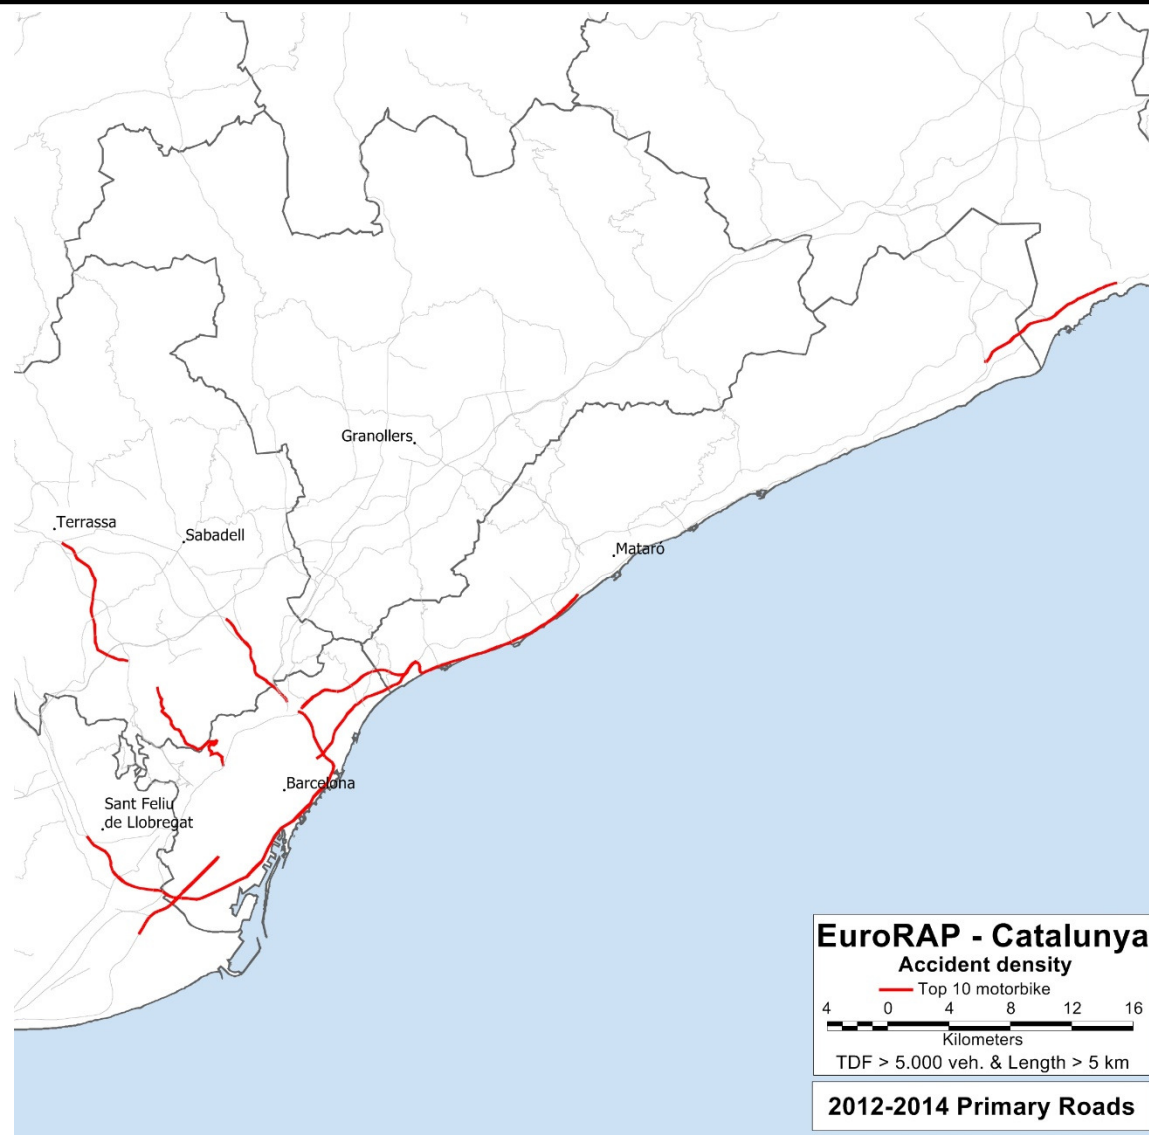 Granollers
Terrassa
Sabadell
Mataró
Barcelona
Sant Feliu
de Llobregat
EuroRAP - Catalunya
Accident density
Top 10 motorbike
4 0 4 8 12 16
Kilometers
TDF > 5.000 veh. & Length > 5 km
2012-2014 Primary Roads